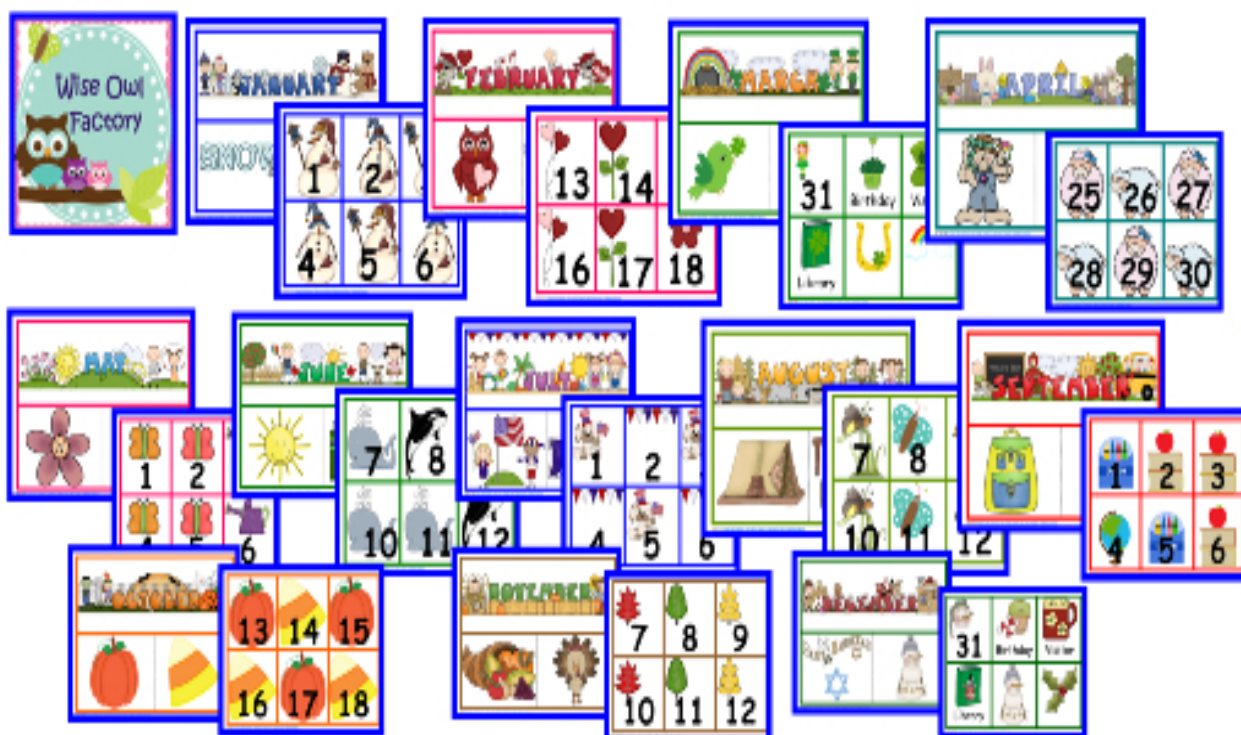 Wise Owl
Factory
JANUARY
SNOW
1 2
4 5 6
FEBRUARY
13 14
16 17 18
MARCH
31 Birthday
Library
APRIL
25 26 27
28 29 30
MAY
1 2
4 5 6
JUNE
7 8
10 11 12
JULY
1 2
4 5 6
AUGUST
7 8
10 11 12
SEPTEMBER
1 2 3
4 5 6
OCTOBER
13 14 15
16 17 18
NOVEMBER
7 8 9
10 11 12
DECEMBER
31 Birthday Visitor
Library